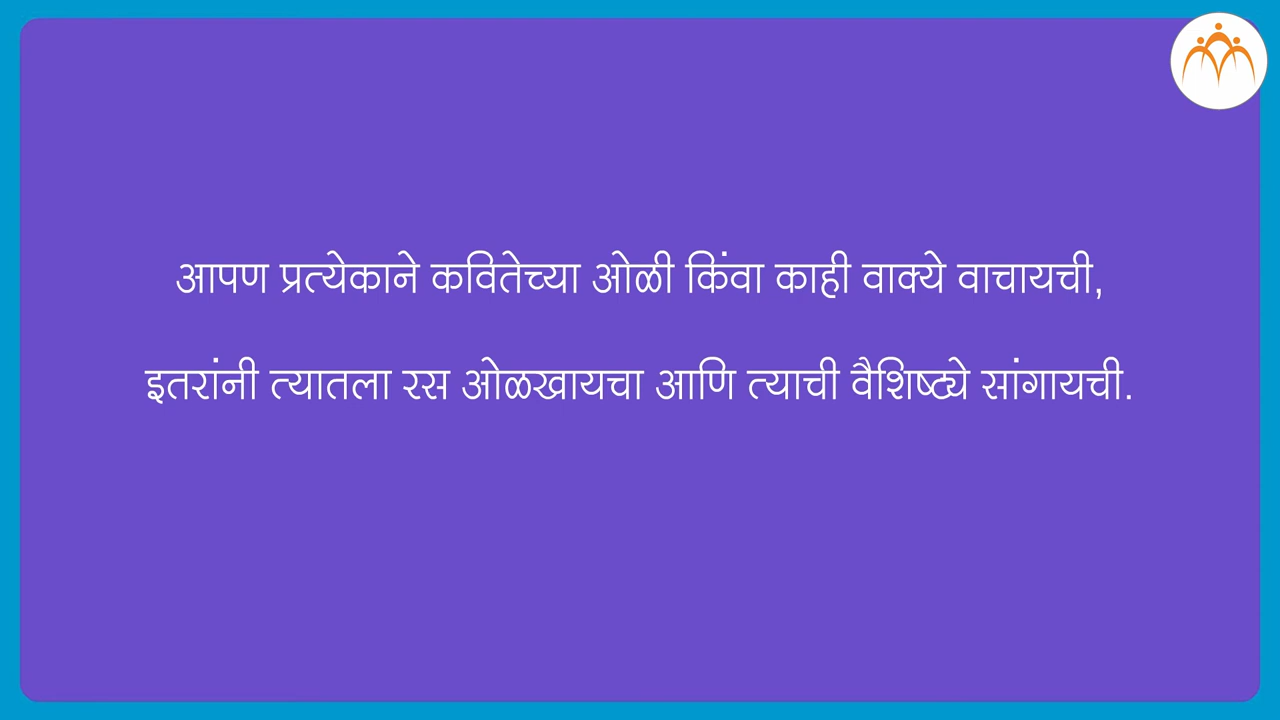 आपण प्रत्येकाने कवितेच्या ओळी किंवा काही वाक्ये वाचायची,
इतरांनी त्यातला रस ओळखायचा आणि त्याची वैशिष्ट्ये सांगायची.